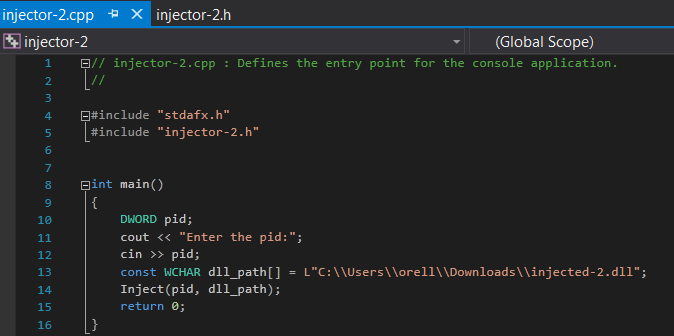 injector-2.cpp injector-2.h
injector-2 (Global Scope)
1 // injector-2.cpp : Defines the entry point for the console application.
2 //
3
4 #include "stdafx.h"
5 #include "injector-2.h"
6
7
8 int main()
9 {
10 DWORD pid;
11 cout << "Enter the pid:";
12 cin >> pid;
13 const WCHAR dll_path[] = L"C:\\Users\\orell\\Downloads\\injected-2.dll";
14 Inject(pid, dll_path);
15 return 0;
16 }